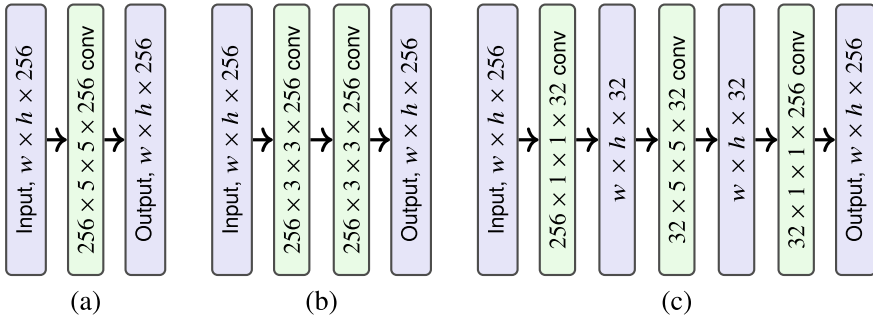 Input, w × h × 256
256 × 5 × 5 × 256 conv
Output, w × h × 256
(a)
Input, w × h × 256
256 × 3 × 3 × 256 conv
256 × 3 × 3 × 256 conv
Output, w × h × 256
(b)
Input, w × h × 256
256 × 1 × 1 × 32 conv
w × h × 32
32 × 5 × 5 × 32 conv
w × h × 32
32 × 1 × 1 × 256 conv
Output, w × h × 256
(c)